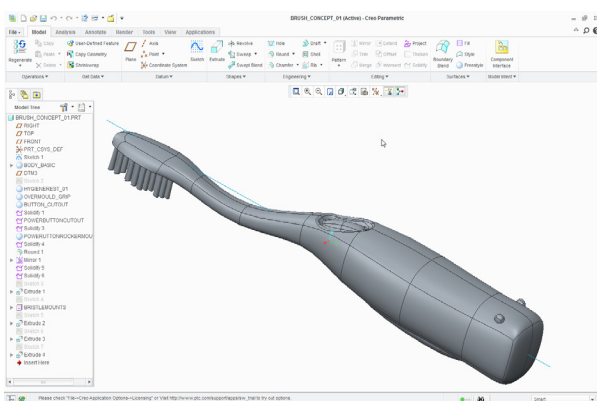 BRUSH_CONCEPT_01 (Active) - Creo Parametric
File Model Analysis Annotate Render Tools View Applications
Regenerate
Copy
Paste
Delete
User-Defined Feature
Copy Geometry
Shrinkwrap
Plane
Axis
Point
Coordinate System
Sketch
Extrude
Revolve
Sweep
Swept Blend
Hole
Round
Chamfer
Draft
Shell
Rib
Pattern
Mirror
Trim
Merge
Extend
Offset
Intersect
Project
Thicken
Solidify
Boundary Blend
Fill
Style
Freestyle
Component Interface
Operations Get Data Datum Shapes Engineering Editing Surfaces Model Intent
Model Tree
BRUSH_CONCEPT_01.PRT
RIGHT
TOP
FRONT
PRT_CSYS_DEF
Sketch 1
BODY_BASIC
DTM3
Sketch 2
HYGIENEREST_01
OVERMOULD_GRIP
BUTTON_CUTOUT
Solidify 1
POWERBUTTONCUTOUT
Solidify 3
POWERUTTONROCKERMOU
Solidify 4
Round 1
Mirror 1
Solidify 5
Solidify 6
Extrude 1
Sketch 4
BRISTLEMOUNTS
Sketch 5
Extrude 2
Extrude 3
Sketch 7
Extrude 4
Insert Here
Smart